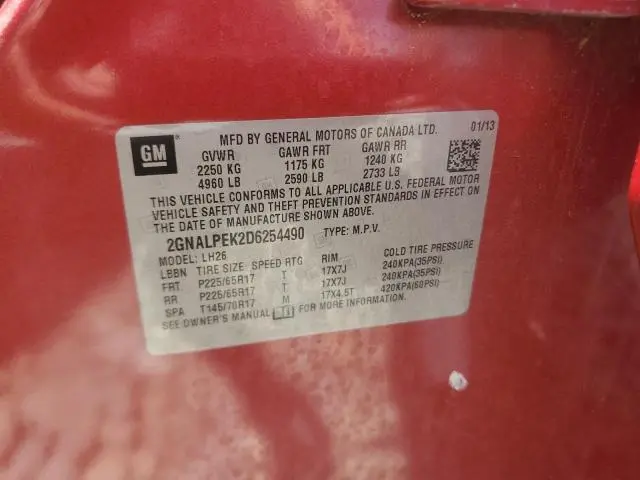 GM
MFD BY GENERAL MOTORS OF CANADA LTD. 01/13
GVWR GAWR FRT GAWR RR
2250 KG 1175 KG 1240 KG
4960 LB 2590 LB 2733 LB
THIS VEHICLE CONFORMS TO ALL APPLICABLE U.S. FEDERAL MOTOR
VEHICLE SAFETY AND THEFT PREVENTION STANDARDS IN EFFECT ON
THE DATE OF MANUFACTURE SHOWN ABOVE.
2GNALPEK2D6254490 TYPE: M.P.V.
MODEL: LH26
LBBN TIRE SIZE SPEED RTG RIM COLD TIRE PRESSURE
FRT P225/65R17 T 17X7J 240KPA(35PSI)
RR P225/65R17 T 17X7J 240KPA(35PSI)
SPA T145/70R17 M 17X4.5T 420KPA(60PSI)
SEE OWNER'S MANUAL FOR MORE INFORMATION.